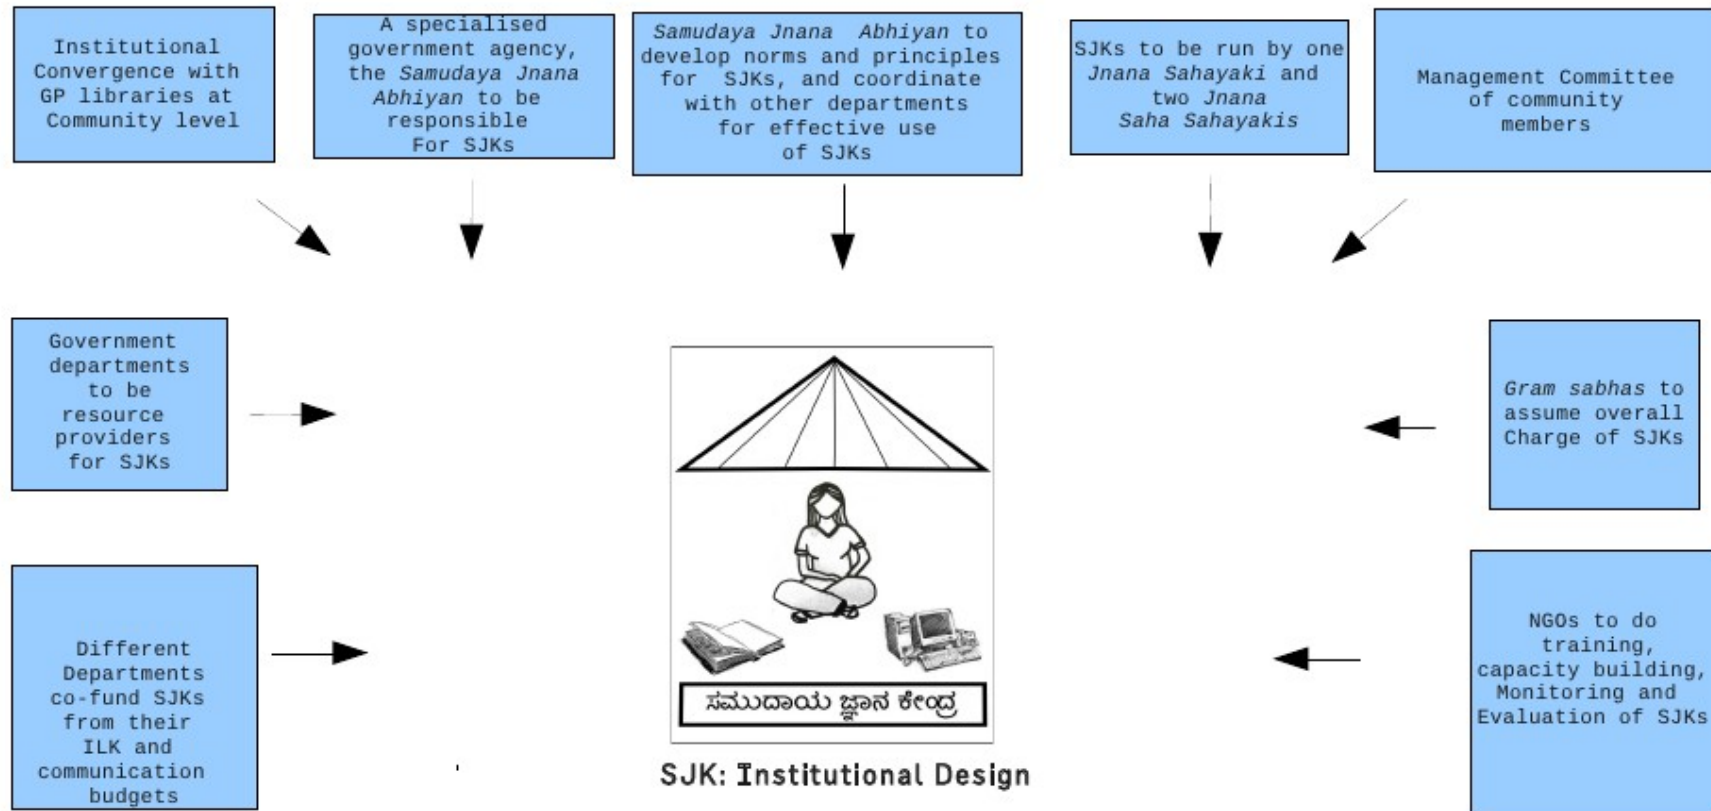 Institutional
Convergence with
GP libraries at
Community level
A specialised
government agency,
the Samudaya Jnana
Abhiyan to be
responsible
For SJKs
Samudaya Jnana Abhiyan to
develop norms and principles
for SJKs, and coordinate
with other departments
for effective use
of SJKs
SJKs to be run by one
Jnana Sahayaki and
two Jnana
Saha Sahayakis
Management Committee
of community
members
Government
departments
to be
resource
providers
for SJKs
Gram sabhas to
assume overall
Charge of SJKs
Different
Departments
co-fund SJKs
from their
ILK and
communication
budgets
NGOs to do
training,
capacity building,
Monitoring and
Evaluation of SJKs
ಸಮುದಾಯ ಜ್ಞಾನ ಕೇಂದ್ರ
SJK: Institutional Design